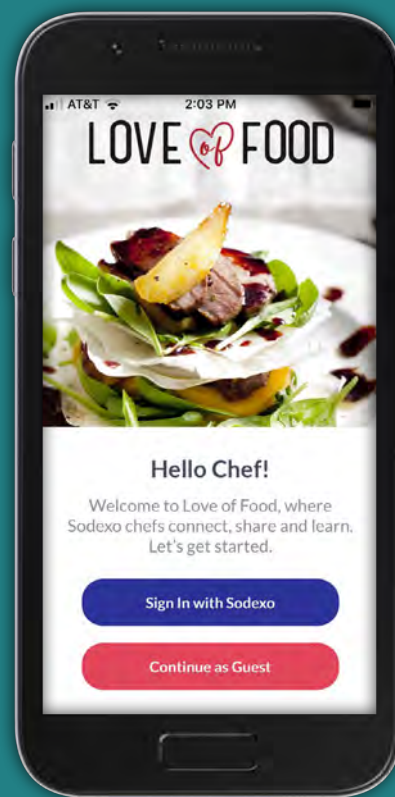 AT&T 2:03 PM
LOVE of FOOD
Hello Chef!
Welcome to Love of Food, where
Sodexo chefs connect, share and learn.
Let's get started.
Sign In with Sodexo
Continue as Guest